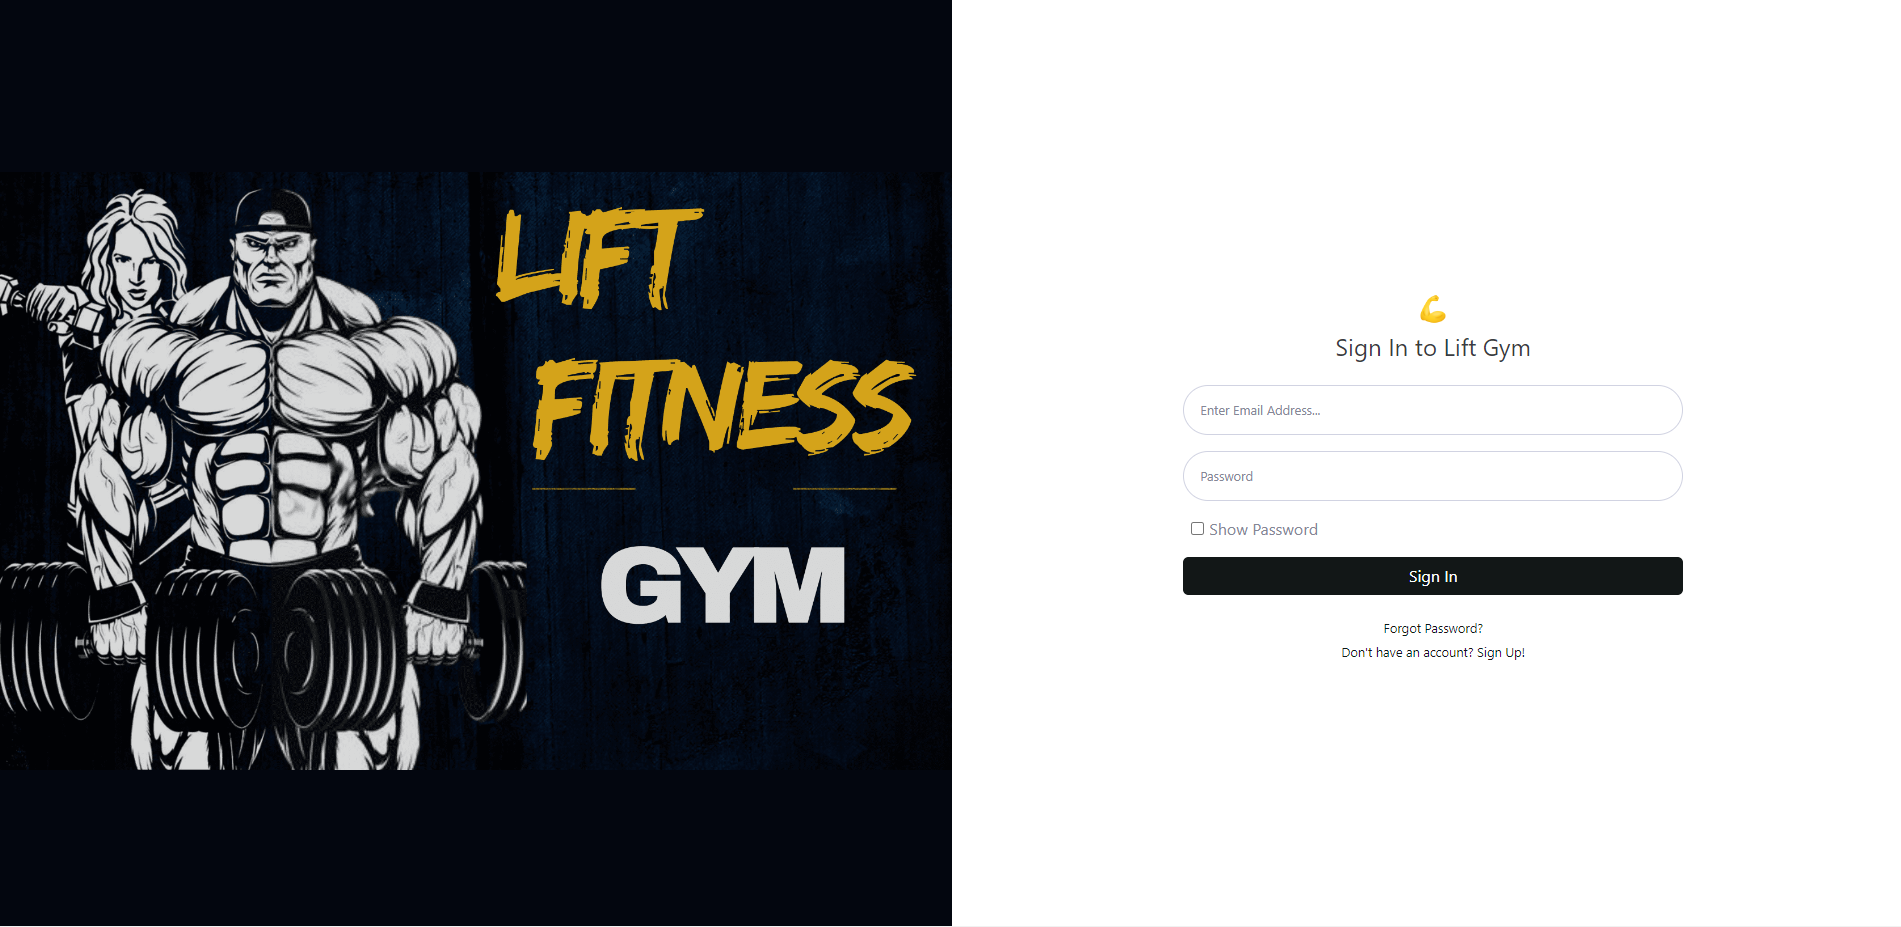 LIFT
FITNESS
GYM
💪
Sign In to Lift Gym
Enter Email Address...
Password
Show Password
Sign In
Forgot Password?
Don't have an account? Sign Up!